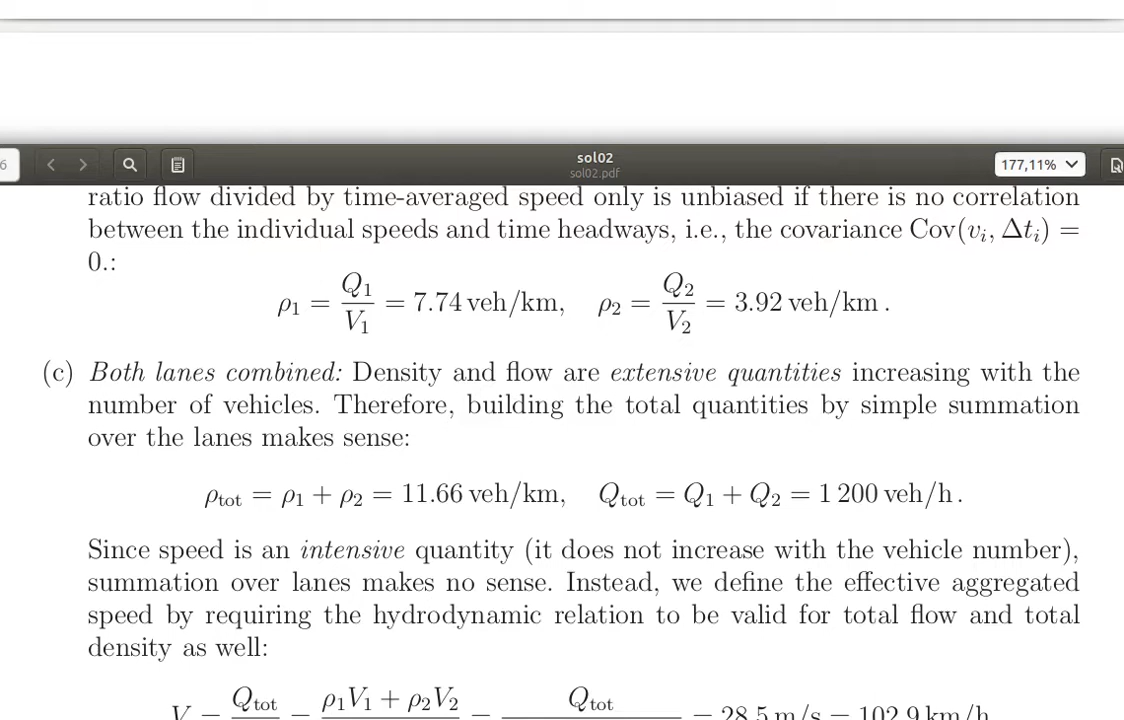 6
sol02
sol02.pdf
177,11%
ratio flow divided by time-averaged speed only is unbiased if there is no correlation
between the individual speeds and time headways, i.e., the covariance Cov(vᵢ, Δtᵢ) =
0.:
ρ₁ = Q₁/V₁ = 7.74 veh/km, ρ₂ = Q₂/V₂ = 3.92 veh/km .
(c) Both lanes combined: Density and flow are extensive quantities increasing with the
number of vehicles. Therefore, building the total quantities by simple summation
over the lanes makes sense:
ρtot = ρ₁ + ρ₂ = 11.66 veh/km, Qtot = Q₁ + Q₂ = 1 200 veh/h .
Since speed is an intensive quantity (it does not increase with the vehicle number),
summation over lanes makes no sense. Instead, we define the effective aggregated
speed by requiring the hydrodynamic relation to be valid for total flow and total
density as well:
V = Qtot = ρ₁V₁ + ρ₂V₂ = Qtot = 28.5 m/s = 102.9 km/h